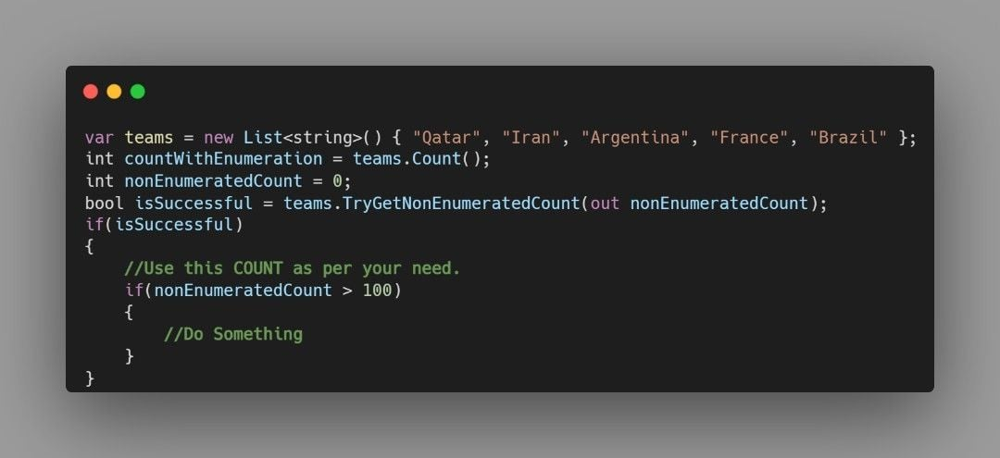 var teams = new List<string>() { "Qatar", "Iran", "Argentina", "France", "Brazil" };
int countWithEnumeration = teams.Count();
int nonEnumeratedCount = 0;
bool isSuccessful = teams.TryGetNonEnumeratedCount(out nonEnumeratedCount);
if(isSuccessful)
{
    //Use this COUNT as per your need.
    if(nonEnumeratedCount > 100)
    {
        //Do Something
    }
}